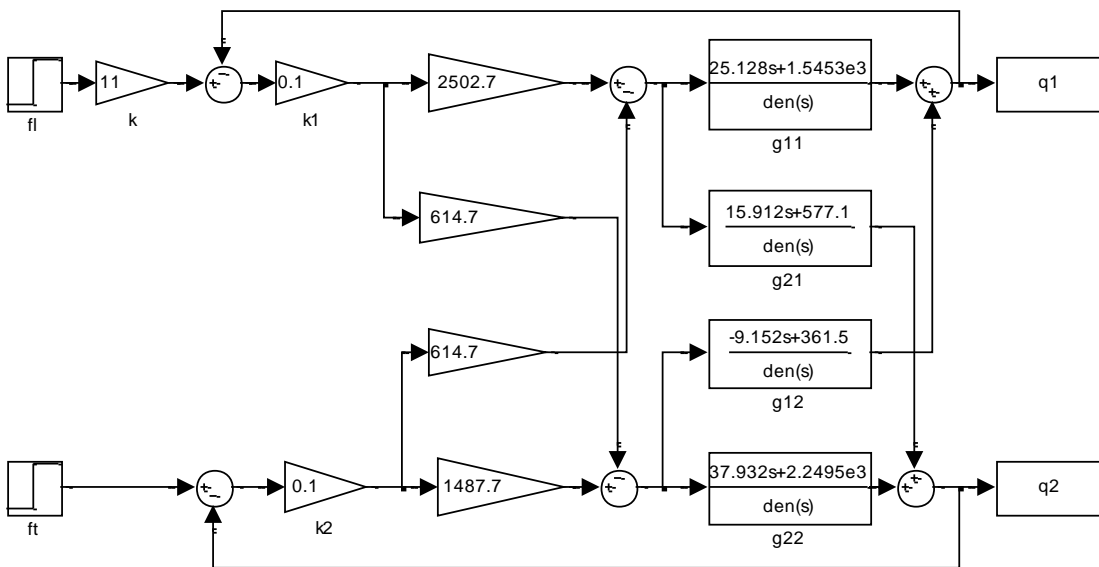 11
0.1
2502.7
25.128s+1.5453e3
den(s)
q1
fl
k
k1
g11
614.7
15.912s+577.1
den(s)
g21
614.7
-9.152s+361.5
den(s)
g12
0.1
1487.7
37.932s+2.2495e3
den(s)
q2
ft
k2
g22